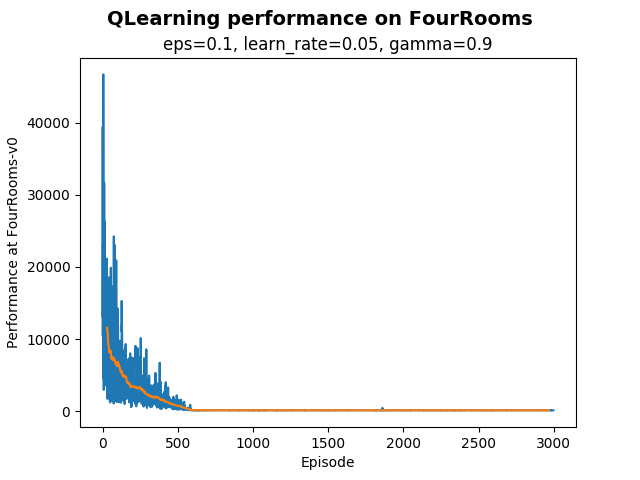 QLearning performance on FourRooms
eps=0.1, learn_rate=0.05, gamma=0.9
Performance at FourRooms-v0
40000
30000
20000
10000
0
0 500 1000 1500 2000 2500 3000
Episode